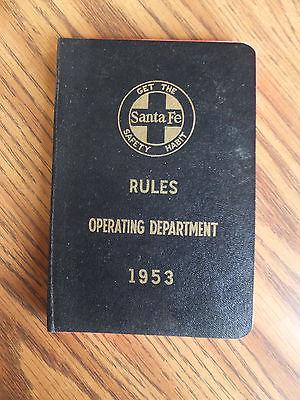 GET THE
Santa Fe
SAFETY HABIT
RULES
OPERATING DEPARTMENT
1953